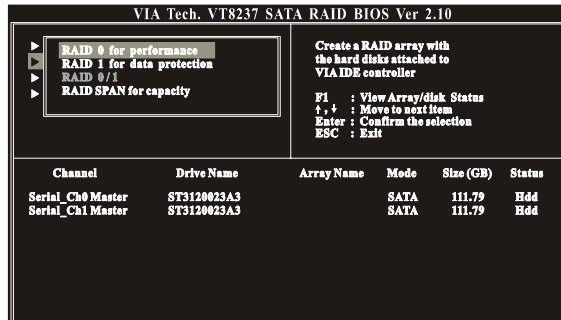 VIA Tech. VT8237 SATA RAID BIOS Ver 2.10
RAID 0 for performance
RAID 1 for data protection
RAID 0/1
RAID SPAN for capacity
Create a RAID array with
the hard disks attached to
VIA IDE controller
F1 : View Array/disk Status
↑,↓ : Move to next item
Enter : Confirm the selection
ESC : Exit
Channel Drive Name Array Name Mode Size (GB) Status
Serial_Ch0 Master ST3120023A3 SATA 111.79 Hdd
Serial_Ch1 Master ST3120023A3 SATA 111.79 Hdd